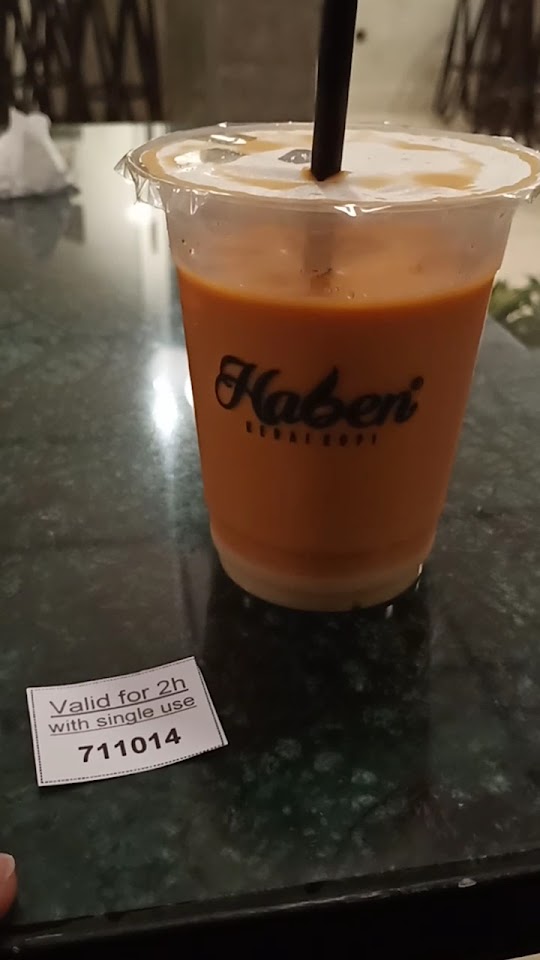 Haben
KEDAI KOPI
Valid for 2h
with single use
711014